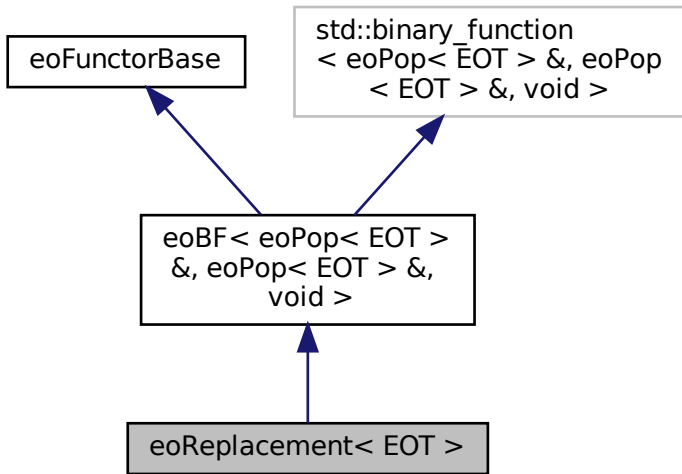 eoFunctorBase
std::binary_function
< eoPop< EOT > &, eoPop
< EOT > &, void >
eoBF< eoPop< EOT >
&, eoPop< EOT > &,
void >
eoReplacement< EOT >